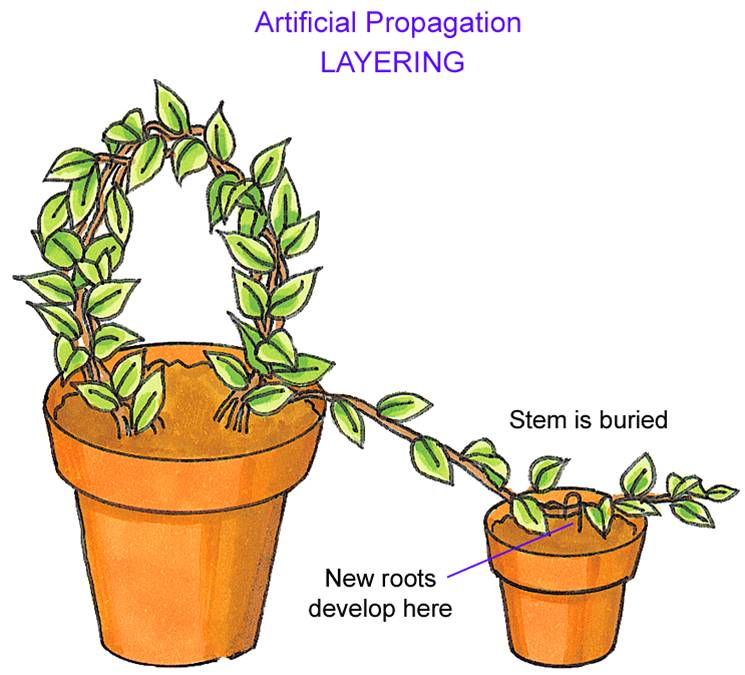 Artificial Propagation
LAYERING
Stem is buried
New roots
develop here